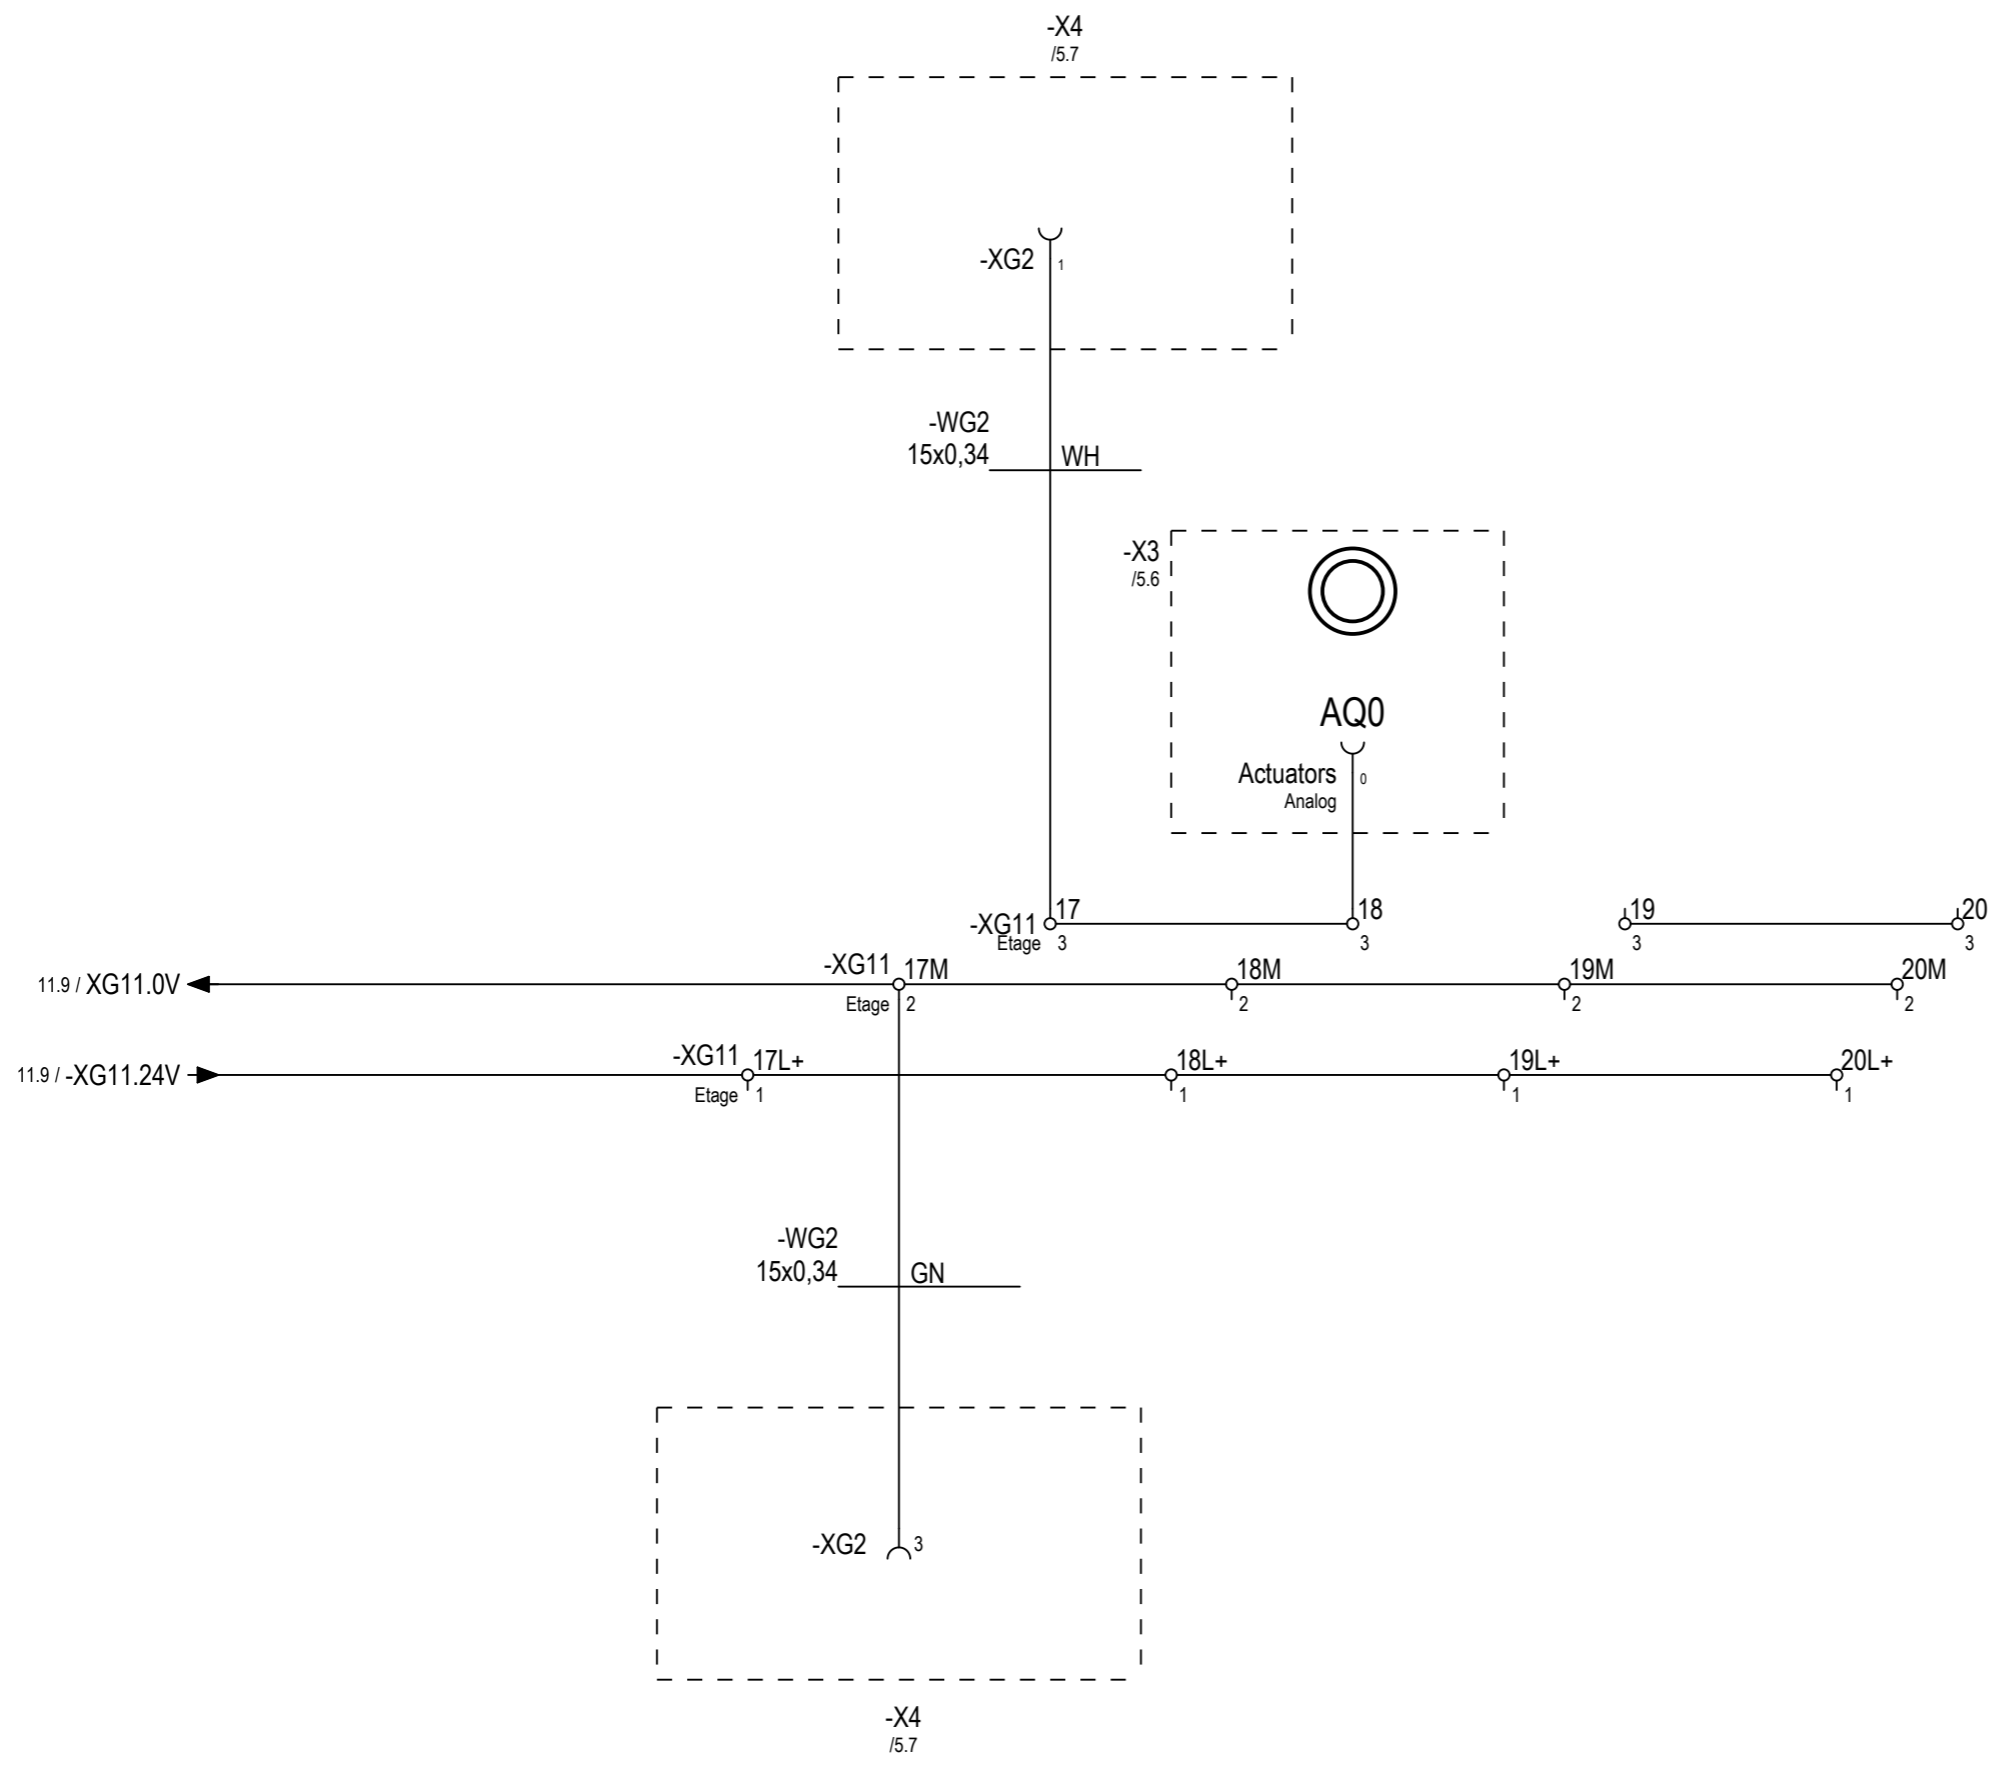 -X4
/5.7
-XG2 1
-WG2
15x0,34 WH
-X3
/5.6
AQ0
Actuators 0
Analog
-XG11 17 18 19 20
Etage 3 3 3 3
11.9 / XG11.0V -XG11 17M 18M 19M 20M
Etage 2 2 2 2
11.9 / -XG11.24V -XG11 17L+ 18L+ 19L+ 20L+
Etage 1 1 1 1
-WG2
15x0,34 GN
-XG2 3
-X4
/5.7